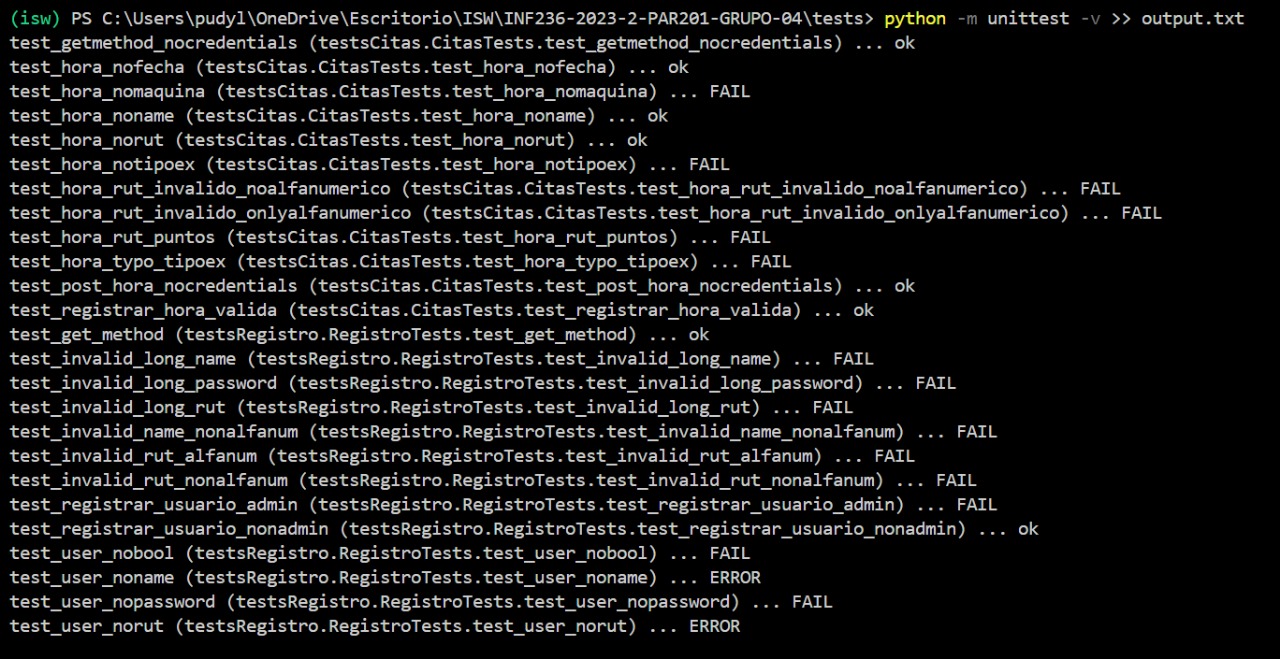 (isw) PS C:\Users\pudyl\OneDrive\Escritorio\ISW\INF236-2023-2-PAR201-GRUPO-04\tests> python -m unittest -v >> output.txt
test_getmethod_nocredentials (testsCitas.CitasTests.test_getmethod_nocredentials) ... ok
test_hora_nofecha (testsCitas.CitasTests.test_hora_nofecha) ... ok
test_hora_nomaquina (testsCitas.CitasTests.test_hora_nomaquina) ... FAIL
test_hora_noname (testsCitas.CitasTests.test_hora_noname) ... ok
test_hora_norut (testsCitas.CitasTests.test_hora_norut) ... ok
test_hora_notipoex (testsCitas.CitasTests.test_hora_notipoex) ... FAIL
test_hora_rut_invalido_noalfanumerico (testsCitas.CitasTests.test_hora_rut_invalido_noalfanumerico) ... FAIL
test_hora_rut_invalido_onlyalfanumerico (testsCitas.CitasTests.test_hora_rut_invalido_onlyalfanumerico) ... FAIL
test_hora_rut_puntos (testsCitas.CitasTests.test_hora_rut_puntos) ... FAIL
test_hora_typo_tipoex (testsCitas.CitasTests.test_hora_typo_tipoex) ... FAIL
test_post_hora_nocredentials (testsCitas.CitasTests.test_post_hora_nocredentials) ... ok
test_registrar_hora_valida (testsCitas.CitasTests.test_registrar_hora_valida) ... ok
test_get_method (testsRegistro.RegistroTests.test_get_method) ... ok
test_invalid_long_name (testsRegistro.RegistroTests.test_invalid_long_name) ... FAIL
test_invalid_long_password (testsRegistro.RegistroTests.test_invalid_long_password) ... FAIL
test_invalid_long_rut (testsRegistro.RegistroTests.test_invalid_long_rut) ... FAIL
test_invalid_name_nonalfanum (testsRegistro.RegistroTests.test_invalid_name_nonalfanum) ... FAIL
test_invalid_rut_alfanum (testsRegistro.RegistroTests.test_invalid_rut_alfanum) ... FAIL
test_invalid_rut_nonalfanum (testsRegistro.RegistroTests.test_invalid_rut_nonalfanum) ... FAIL
test_registrar_usuario_admin (testsRegistro.RegistroTests.test_registrar_usuario_admin) ... FAIL
test_registrar_usuario_nonadmin (testsRegistro.RegistroTests.test_registrar_usuario_nonadmin) ... ok
test_user_nobool (testsRegistro.RegistroTests.test_user_nobool) ... FAIL
test_user_noname (testsRegistro.RegistroTests.test_user_noname) ... ERROR
test_user_nopassword (testsRegistro.RegistroTests.test_user_nopassword) ... FAIL
test_user_norut (testsRegistro.RegistroTests.test_user_norut) ... ERROR